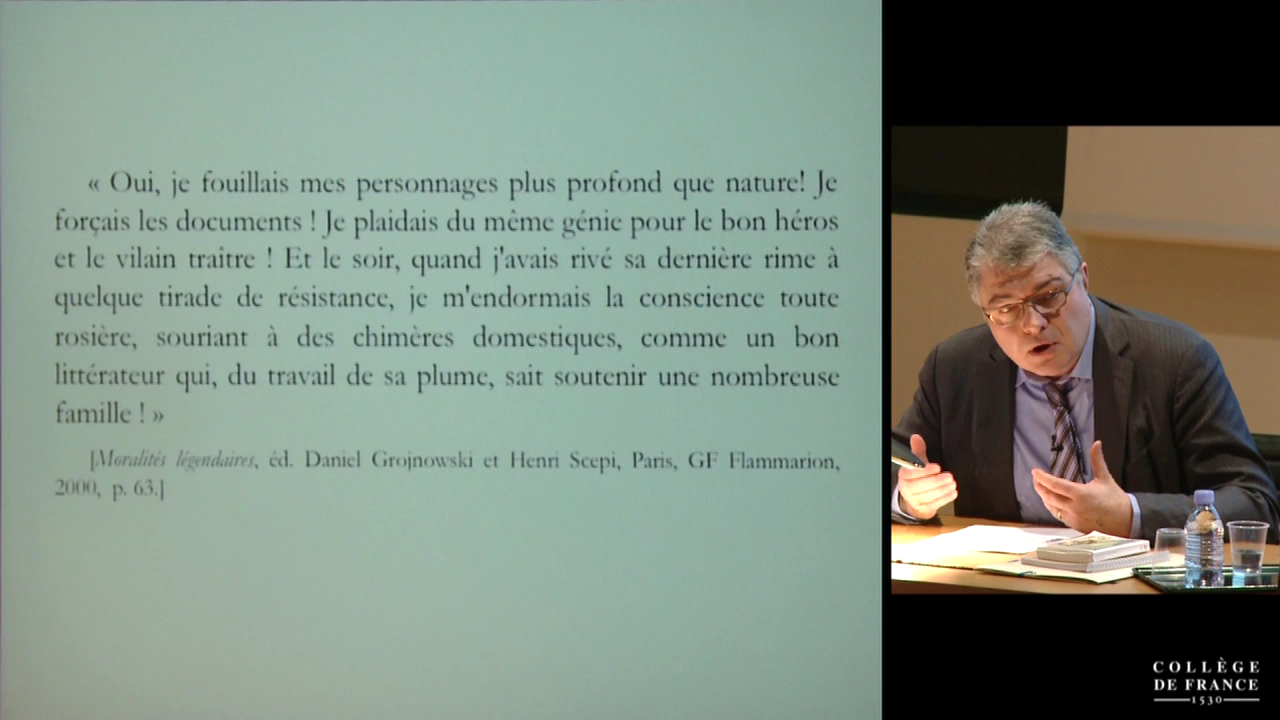 « Oui, je fouillais mes personnages plus profond que nature! Je
forçais les documents ! Je plaidais du même génie pour le bon héros
et le vilain traître ! Et le soir, quand j'avais rivé sa dernière rime à
quelque tirade de résistance, je m'endormais la conscience toute
rosière, souriant à des chimères domestiques, comme un bon
littérateur qui, du travail de sa plume, sait soutenir une nombreuse
famille ! »
[Moralités légendaires, éd. Daniel Grojnowski et Henri Scepi, Paris, GF Flammarion,
2000, p. 63.]
COLLÈGE
DE FRANCE
1530